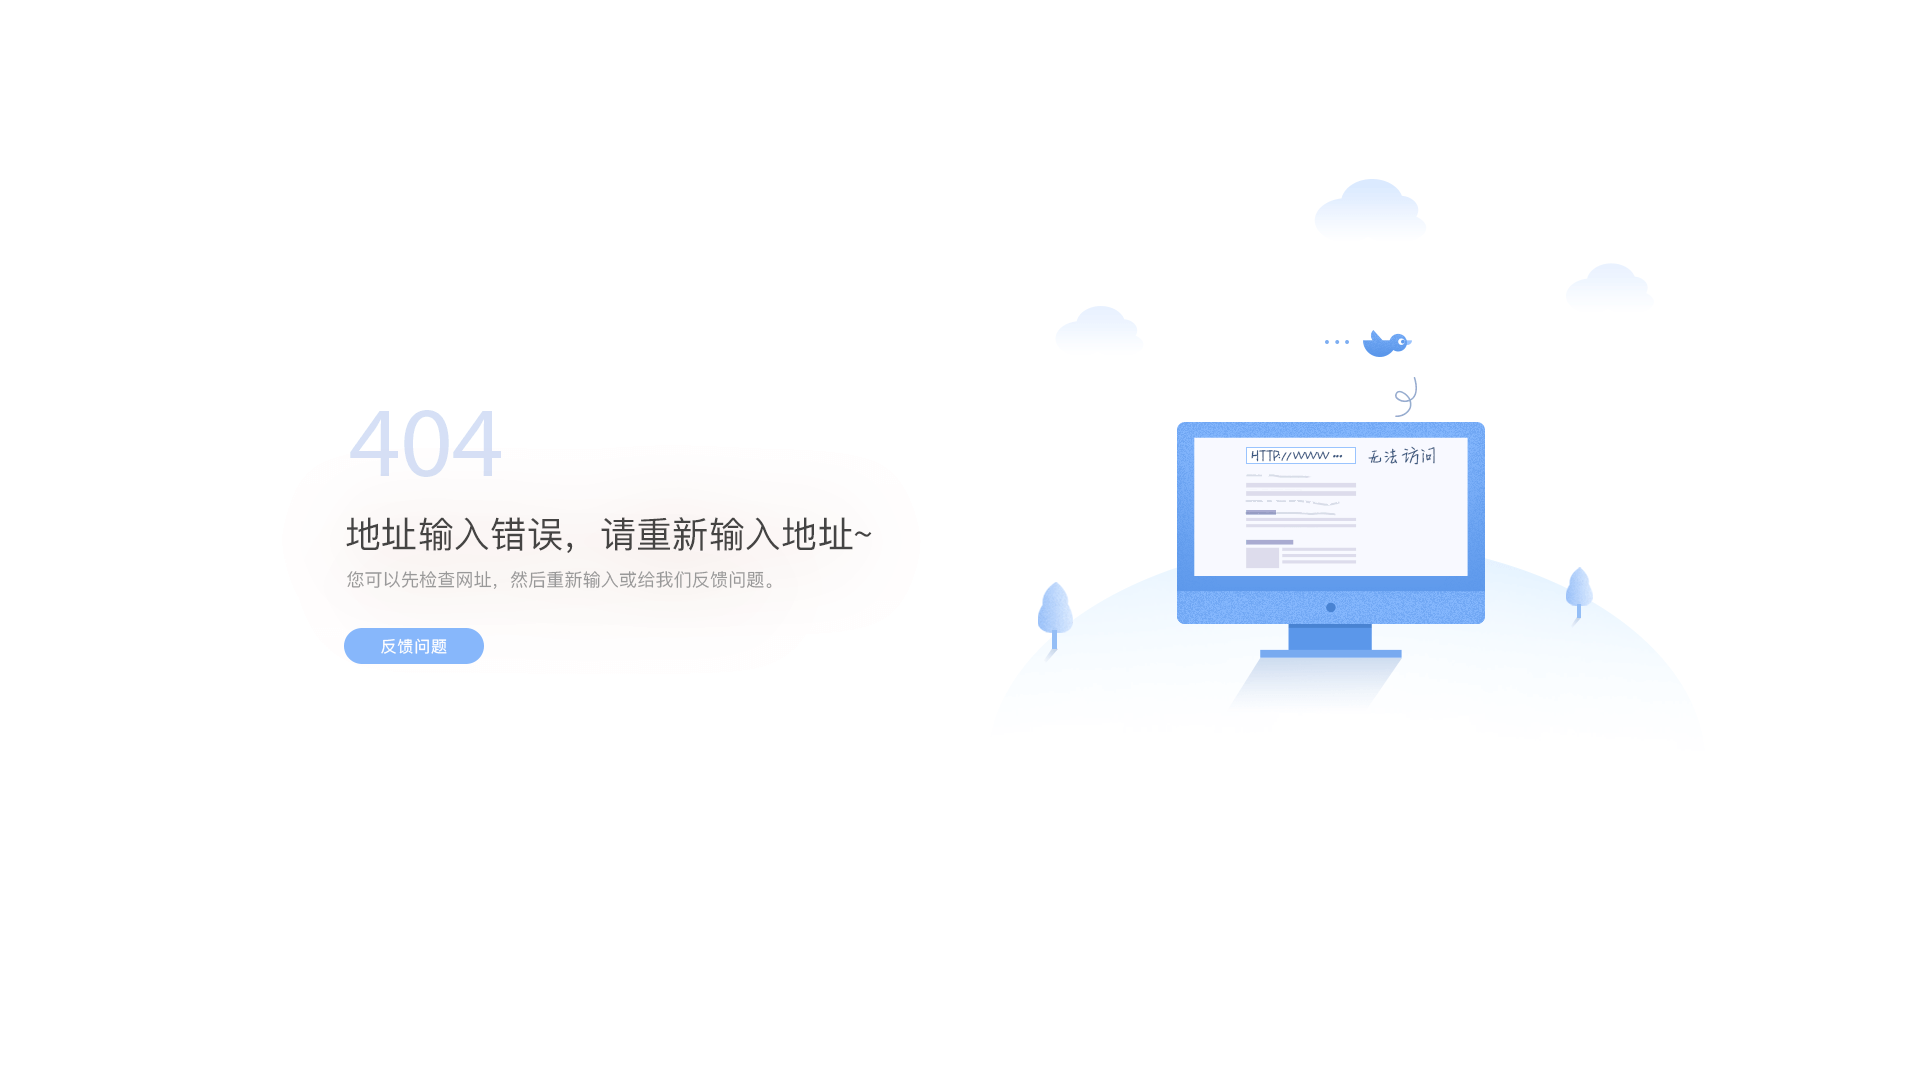 404
地址输入错误，请重新输入地址~
您可以先检查网址，然后重新输入或给我们反馈问题。
反馈问题
HTTP://WWWW ··· 无法访问